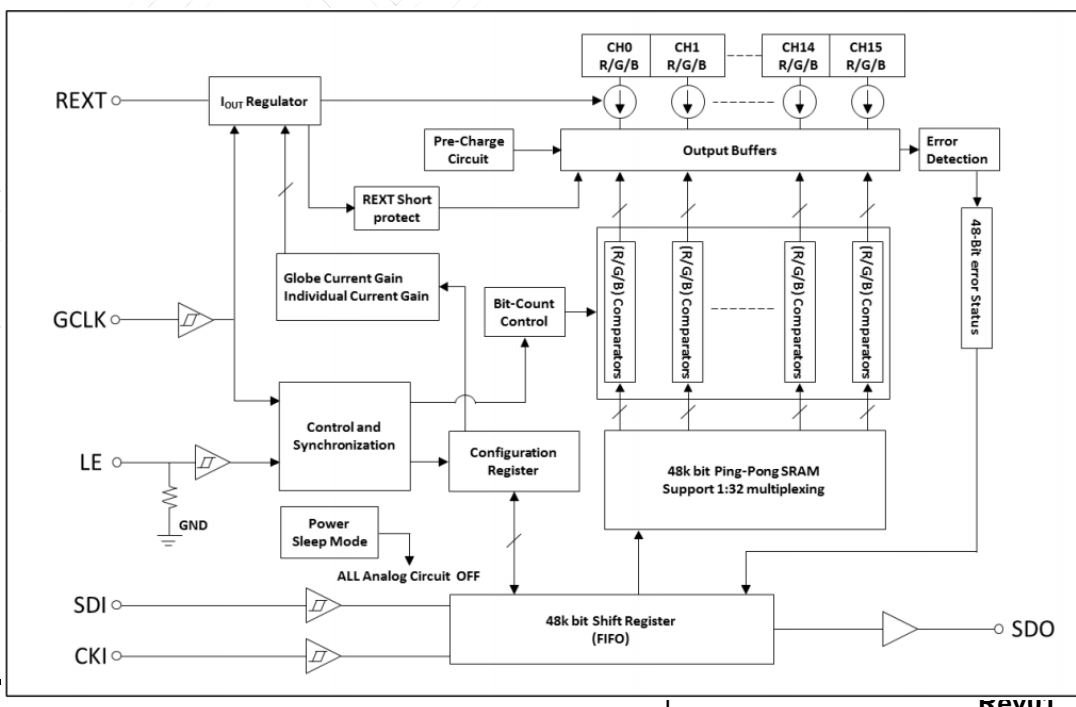 CH0
R/G/B
CH1
R/G/B
CH14
R/G/B
CH15
R/G/B
REXT
IOUT Regulator
Pre-Charge
Circuit
Output Buffers
Error
Detection
REXT Short
protect
48-Bit error Status
Globe Current Gain
Individual Current Gain
(R/G/B) Comparators
(R/G/B) Comparators
(R/G/B) Comparators
(R/G/B) Comparators
Bit-Count
Control
GCLK
Control and
Synchronization
LE
Configuration
Register
48k bit Ping-Pong SRAM
Support 1:32 multiplexing
GND
Power
Sleep Mode
ALL Analog Circuit OFF
SDI
48k bit Shift Register
(FIFO)
SDO
CKI
Rev01